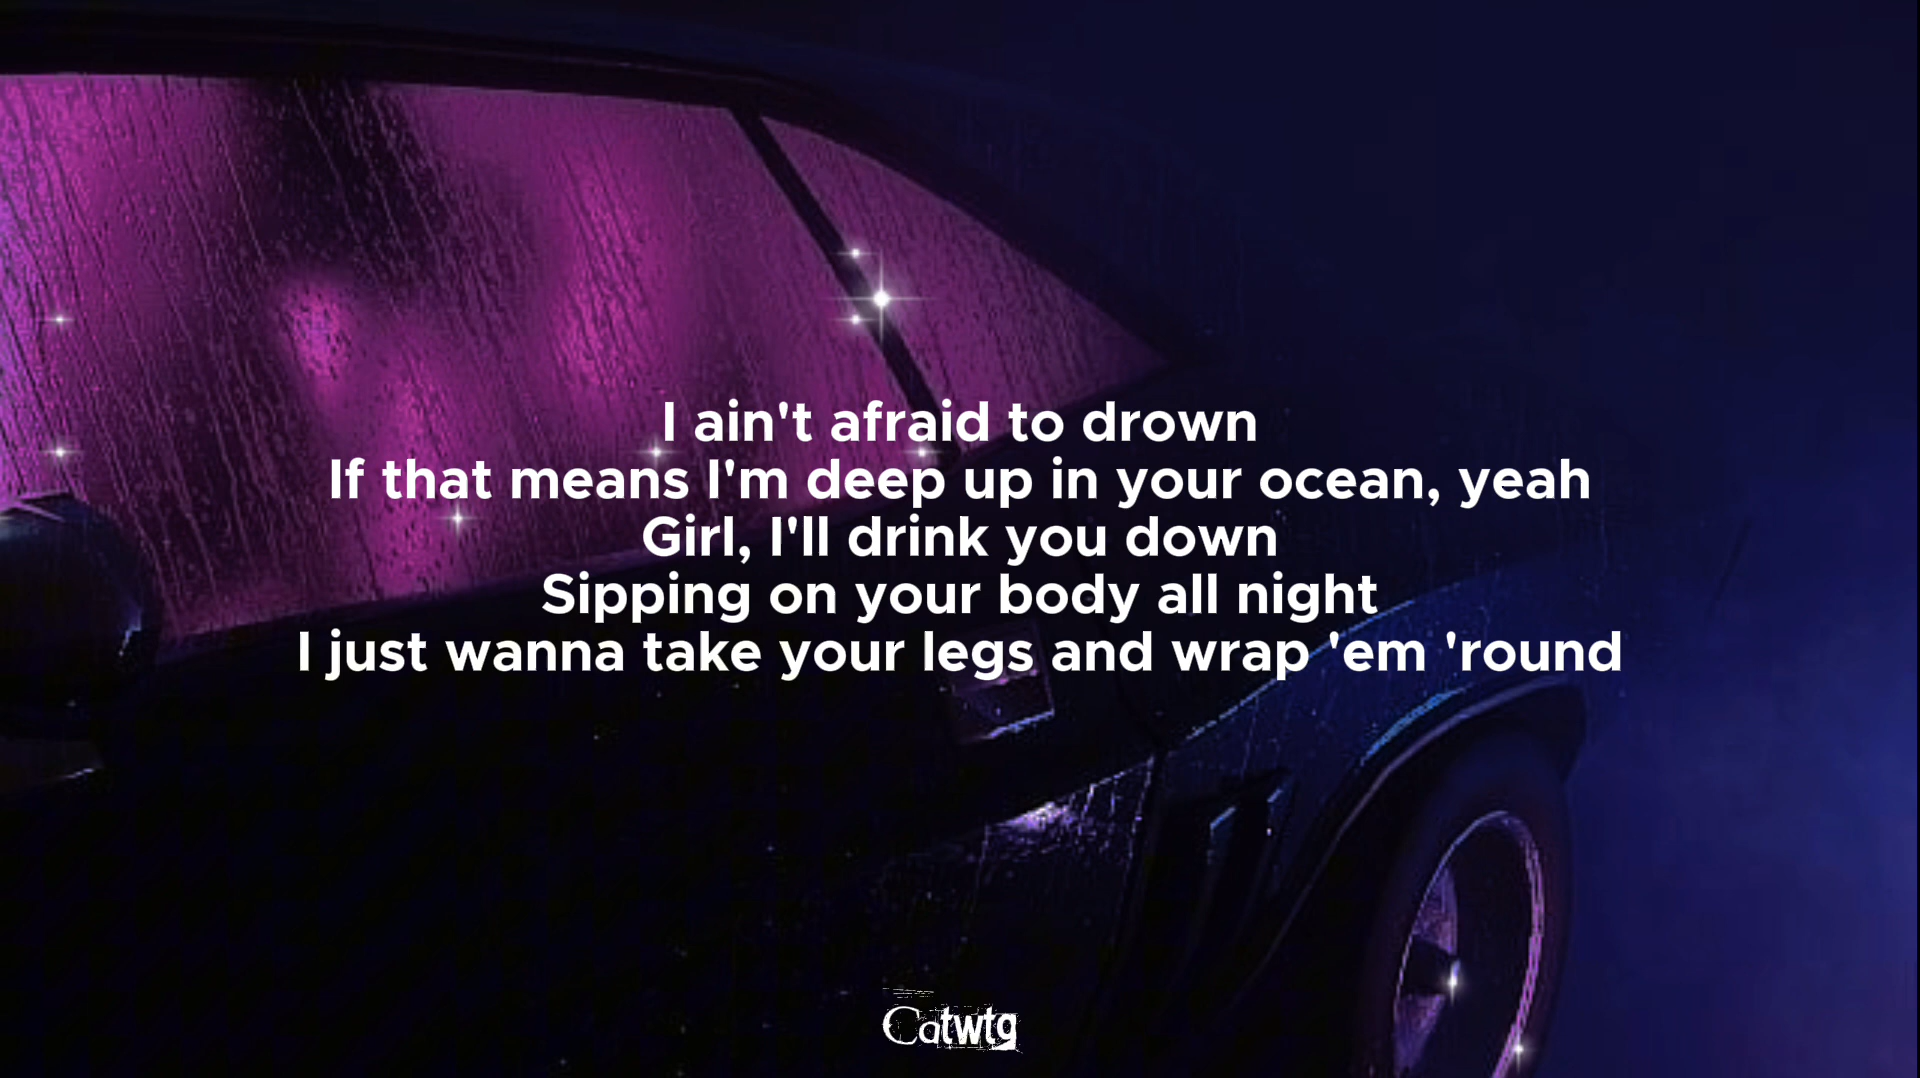 I ain't afraid to drown
If that means I'm deep up in your ocean, yeah
Girl, I'll drink you down
Sipping on your body all night
I just wanna take your legs and wrap 'em 'round
Catwtg